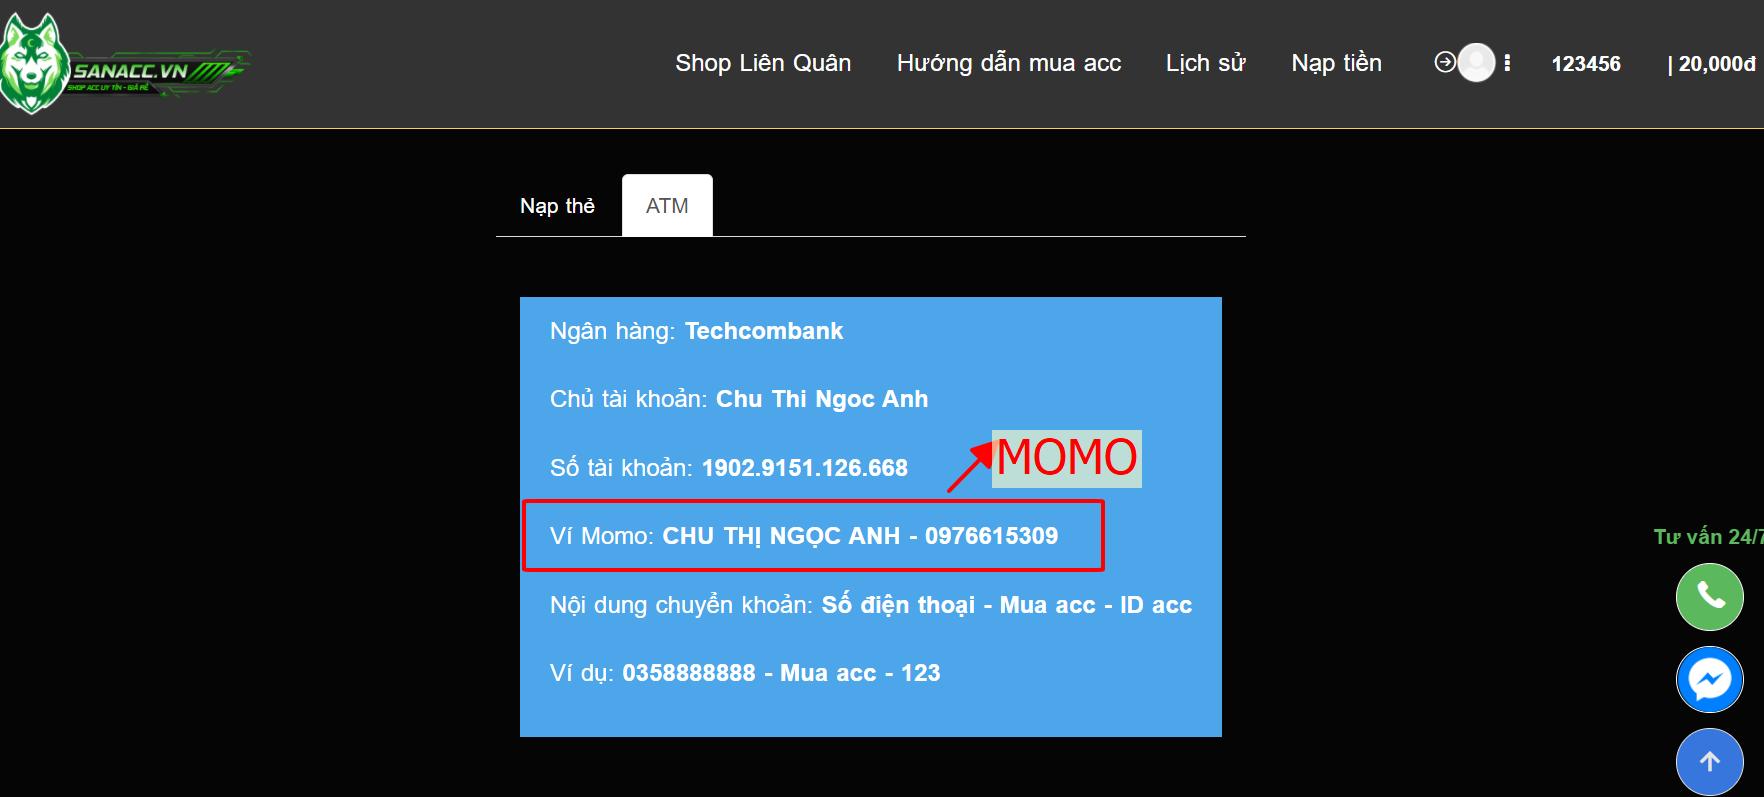 SANACC.VN
SHOP ACC UY TÍN - GIÁ RẺ
Shop Liên Quân
Hướng dẫn mua acc
Lịch sử
Nạp tiền
123456
| 20,000đ
Nạp thẻ
ATM
Ngân hàng: Techcombank
Chủ tài khoản: Chu Thi Ngoc Anh
MOMO
Số tài khoản: 1902.9151.126.668
Ví Momo: CHU THỊ NGỌC ANH - 0976615309
Nội dung chuyển khoản: Số điện thoại - Mua acc - ID acc
Ví dụ: 0358888888 - Mua acc - 123
Tư vấn 24/7